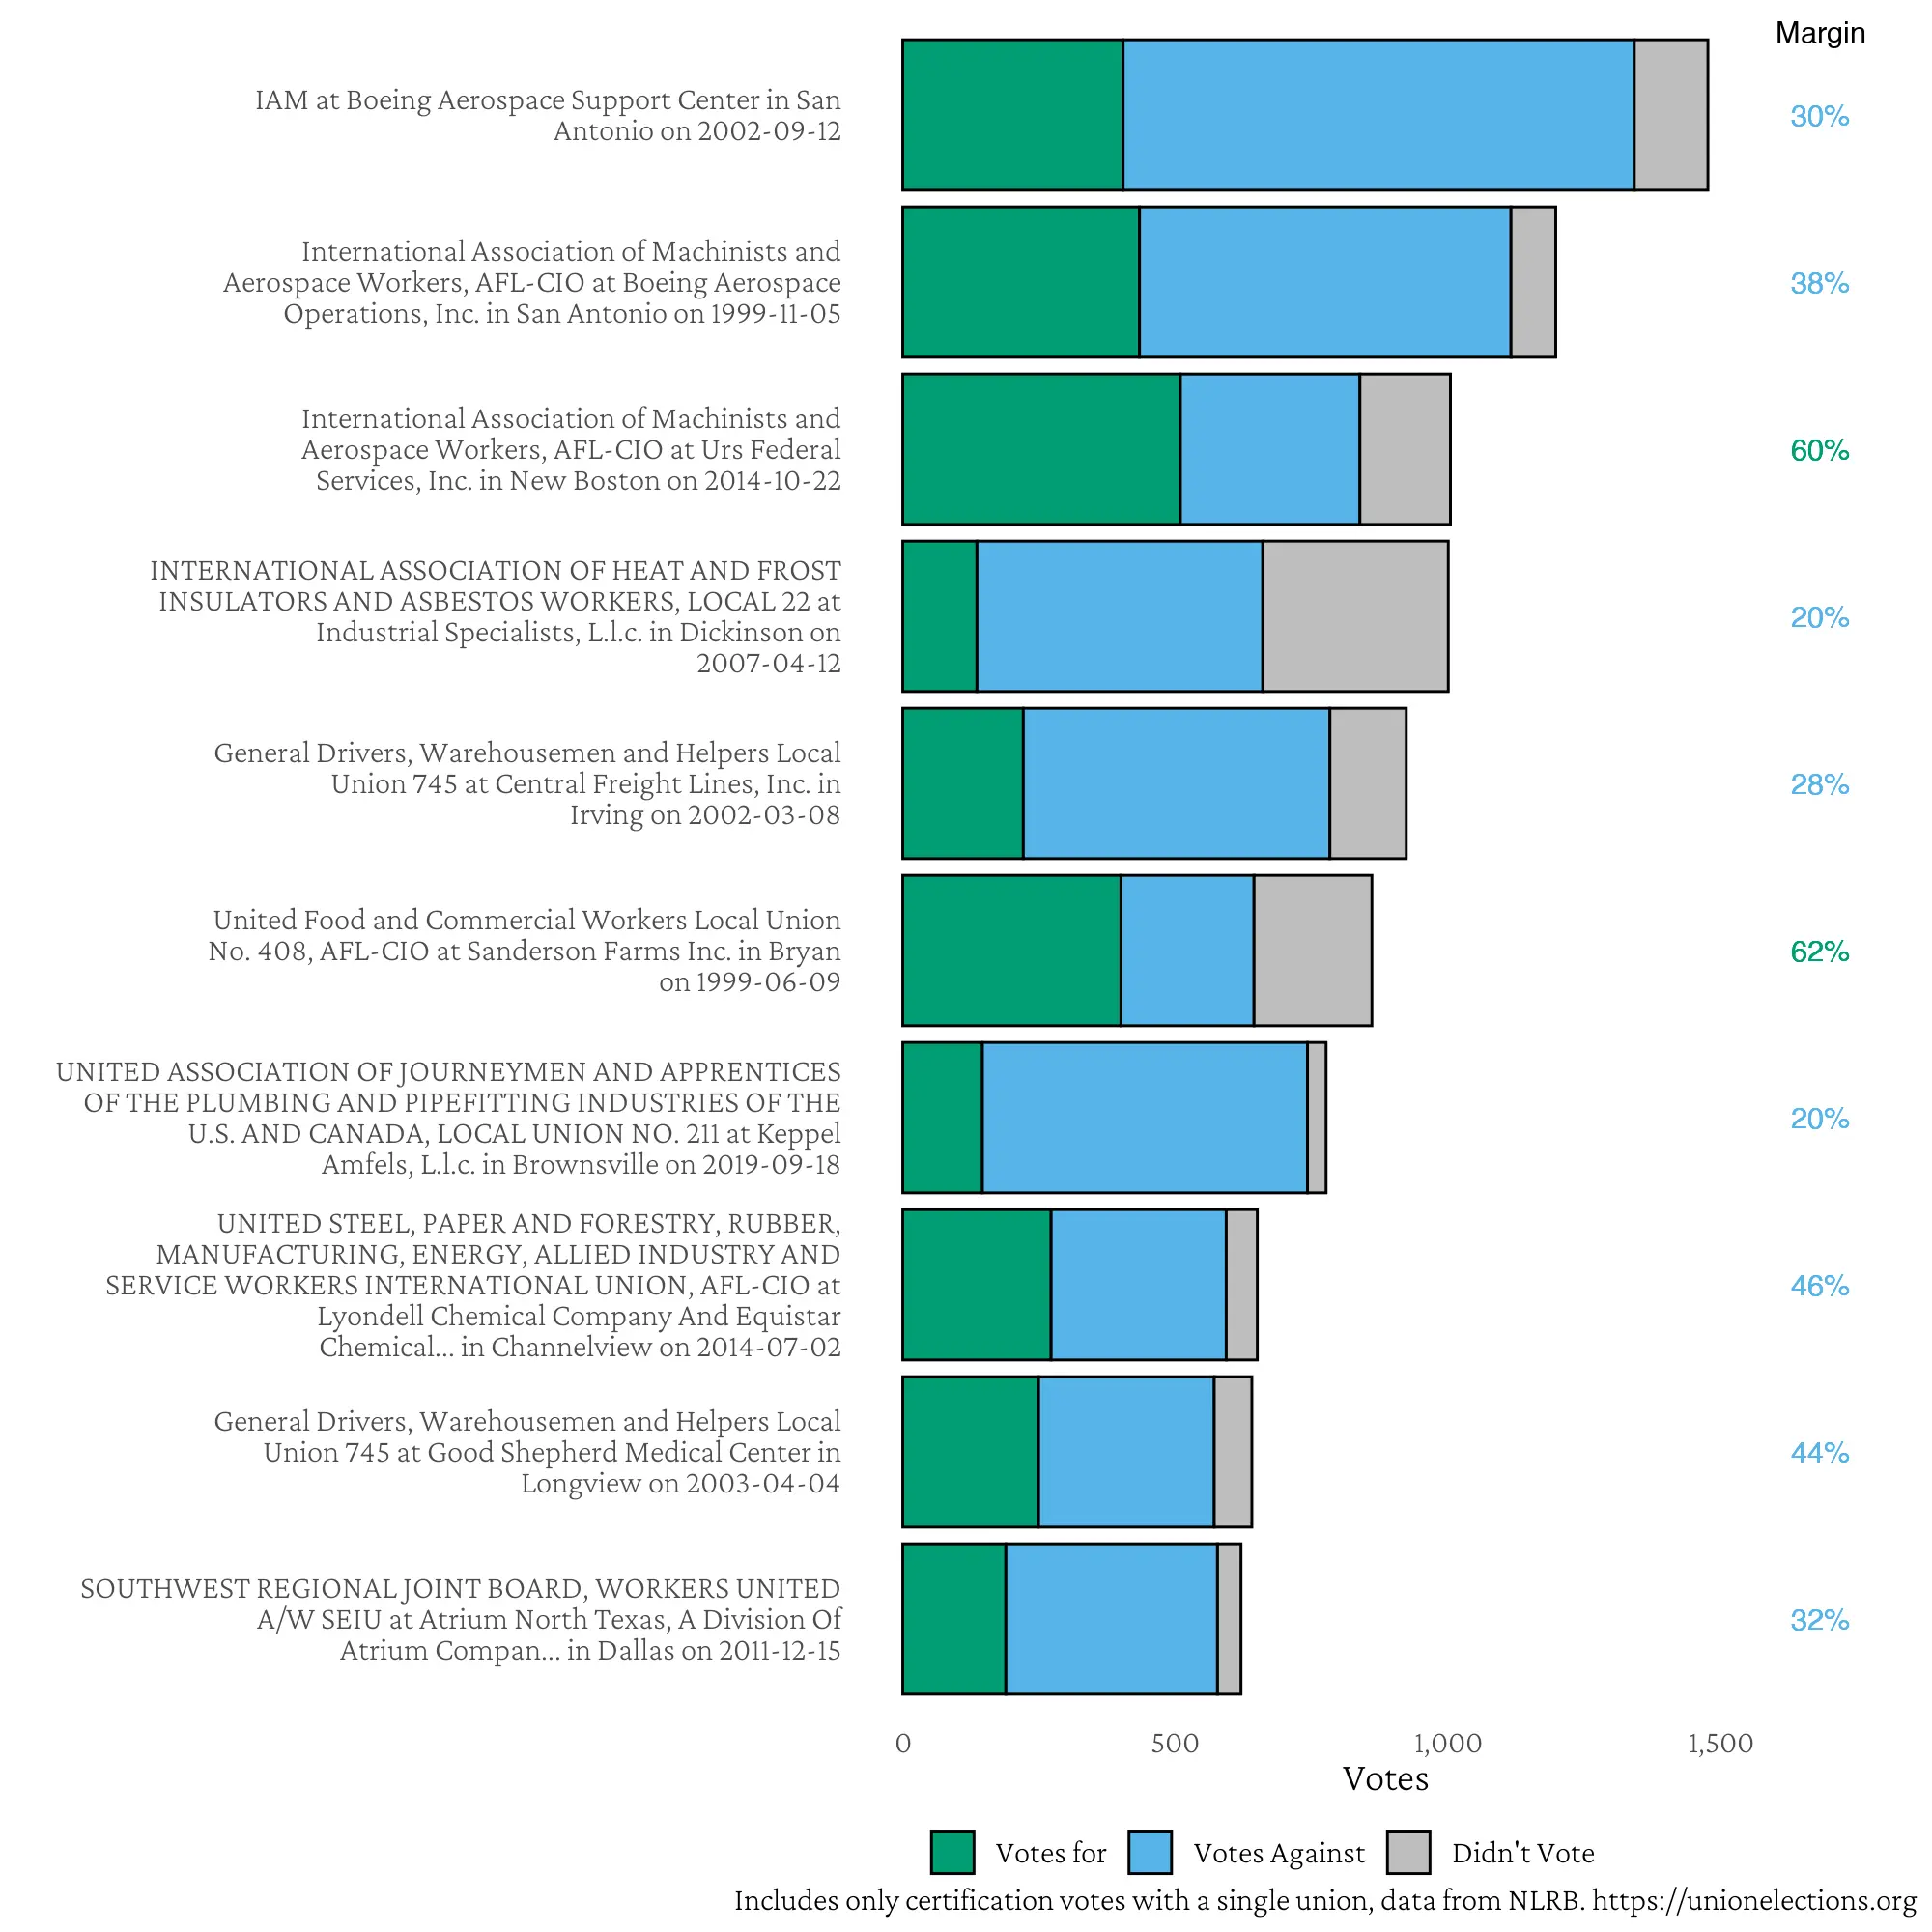 Margin
IAM at Boeing Aerospace Support Center in San
Antonio on 2002-09-12
30%
International Association of Machinists and
Aerospace Workers, AFL-CIO at Boeing Aerospace
Operations, Inc. in San Antonio on 1999-11-05
38%
International Association of Machinists and
Aerospace Workers, AFL-CIO at Urs Federal
Services, Inc. in New Boston on 2014-10-22
60%
INTERNATIONAL ASSOCIATION OF HEAT AND FROST
INSULATORS AND ASBESTOS WORKERS, LOCAL 22 at
Industrial Specialists, L.l.c. in Dickinson on
2007-04-12
20%
General Drivers, Warehousemen and Helpers Local
Union 745 at Central Freight Lines, Inc. in
Irving on 2002-03-08
28%
United Food and Commercial Workers Local Union
No. 408, AFL-CIO at Sanderson Farms Inc. in Bryan
on 1999-06-09
62%
UNITED ASSOCIATION OF JOURNEYMEN AND APPRENTICES
OF THE PLUMBING AND PIPEFITTING INDUSTRIES OF THE
U.S. AND CANADA, LOCAL UNION NO. 211 at Keppel
Amfels, L.l.c. in Brownsville on 2019-09-18
20%
UNITED STEEL, PAPER AND FORESTRY, RUBBER,
MANUFACTURING, ENERGY, ALLIED INDUSTRY AND
SERVICE WORKERS INTERNATIONAL UNION, AFL-CIO at
Lyondell Chemical Company And Equistar
Chemical... in Channelview on 2014-07-02
46%
General Drivers, Warehousemen and Helpers Local
Union 745 at Good Shepherd Medical Center in
Longview on 2003-04-04
44%
SOUTHWEST REGIONAL JOINT BOARD, WORKERS UNITED
A/W SEIU at Atrium North Texas, A Division Of
Atrium Compan... in Dallas on 2011-12-15
32%
0 500 1,000 1,500
Votes
Votes for Votes Against Didn't Vote
Includes only certification votes with a single union, data from NLRB. https://unionelections.org